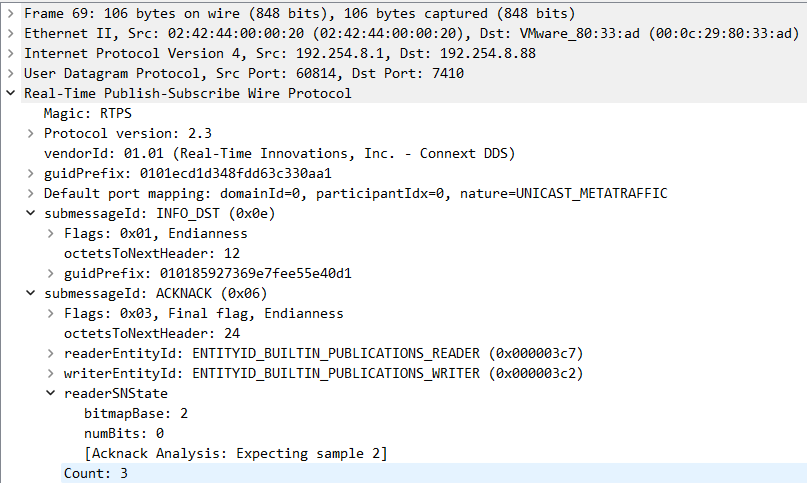 Frame 69: 106 bytes on wire (848 bits), 106 bytes captured (848 bits)
Ethernet II, Src: 02:42:44:00:00:20 (02:42:44:00:00:20), Dst: VMware_80:33:ad (00:0c:29:80:33:ad)
Internet Protocol Version 4, Src: 192.254.8.1, Dst: 192.254.8.88
User Datagram Protocol, Src Port: 60814, Dst Port: 7410
Real-Time Publish-Subscribe Wire Protocol
Magic: RTPS
Protocol version: 2.3
vendorId: 01.01 (Real-Time Innovations, Inc. - Connext DDS)
guidPrefix: 0101ecd1d348fdd63c330aa1
Default port mapping: domainId=0, participantIdx=0, nature=UNICAST_METATRAFFIC
submessageId: INFO_DST (0x0e)
Flags: 0x01, Endianness
octetsToNextHeader: 12
guidPrefix: 010185927369e7fee55e40d1
submessageId: ACKNACK (0x06)
Flags: 0x03, Final flag, Endianness
octetsToNextHeader: 24
readerEntityId: ENTITYID_BUILTIN_PUBLICATIONS_READER (0x000003c7)
writerEntityId: ENTITYID_BUILTIN_PUBLICATIONS_WRITER (0x000003c2)
readerSNState
bitmapBase: 2
numBits: 0
[Acknack Analysis: Expecting sample 2]
Count: 3